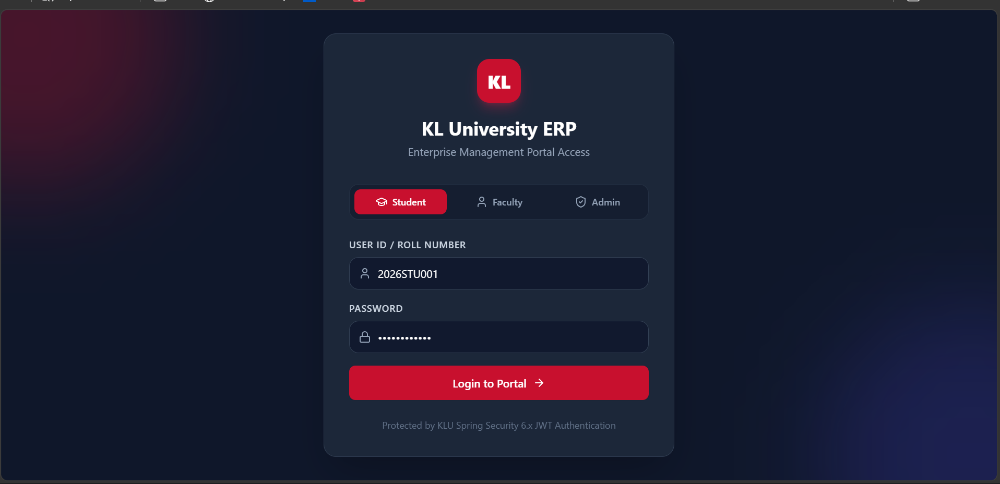 KL
KL University ERP
Enterprise Management Portal Access
Student
Faculty
Admin
USER ID / ROLL NUMBER
2026STU001
PASSWORD
••••••••••••
Login to Portal →
Protected by KLU Spring Security 6.x JWT Authentication